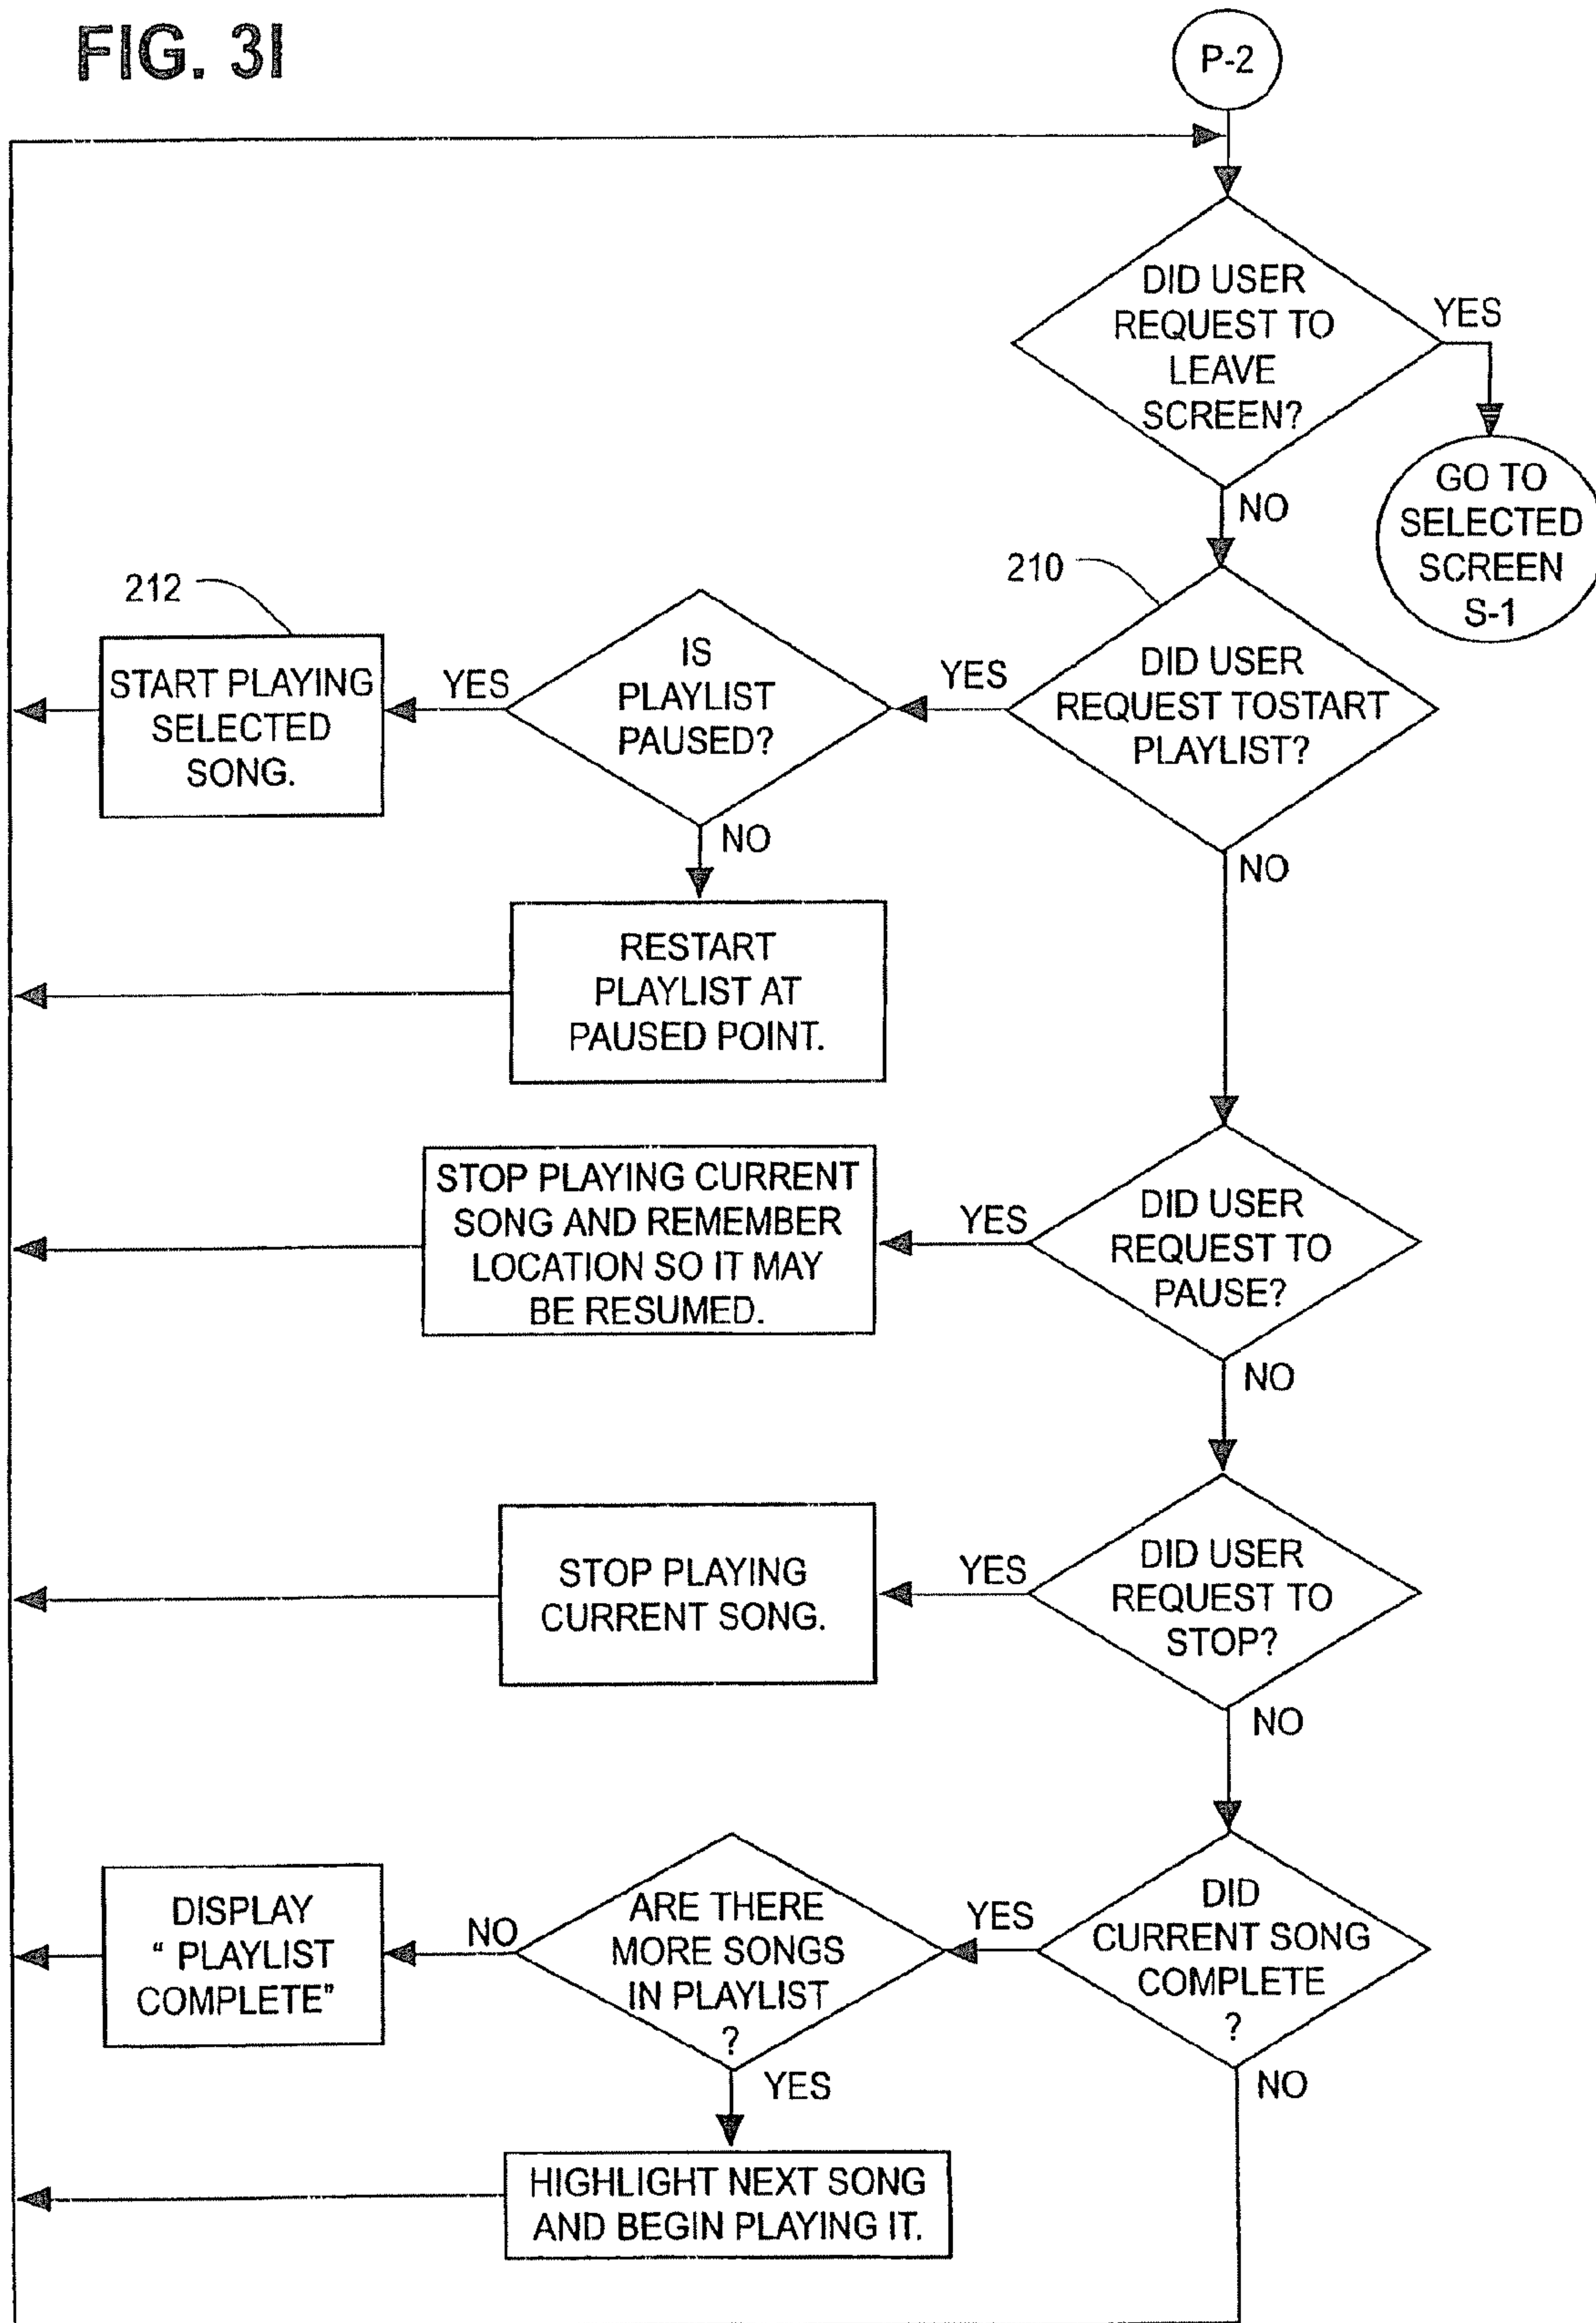 FIG. 3I
P-2
DID USER
REQUEST TO
LEAVE
SCREEN?
YES
GO TO
SELECTED
SCREEN
S-1
NO
210
DID USER
REQUEST TOSTART
PLAYLIST?
YES
IS
PLAYLIST
PAUSED?
YES
212
START PLAYING
SELECTED
SONG.
NO
RESTART
PLAYLIST AT
PAUSED POINT.
NO
DID USER
REQUEST TO
PAUSE?
YES
STOP PLAYING CURRENT
SONG AND REMEMBER
LOCATION SO IT MAY
BE RESUMED.
NO
DID USER
REQUEST TO
STOP?
YES
STOP PLAYING
CURRENT SONG.
NO
DID
CURRENT SONG
COMPLETE
?
YES
ARE THERE
MORE SONGS
IN PLAYLIST
?
NO
DISPLAY
“ PLAYLIST
COMPLETE”
YES
HIGHLIGHT NEXT SONG
AND BEGIN PLAYING IT.
NO